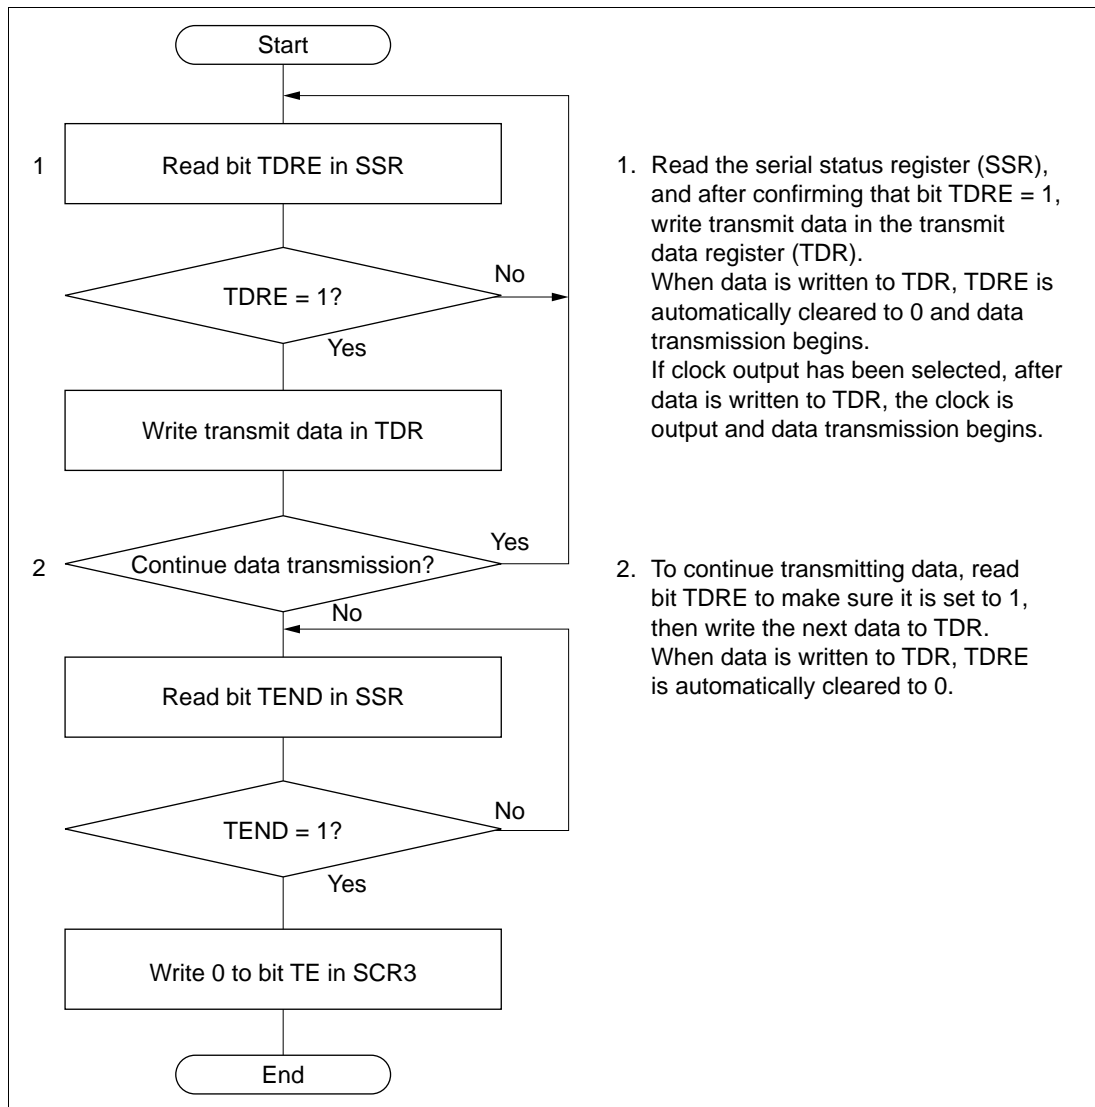 Start
1
Read bit TDRE in SSR
TDRE = 1?
No
Yes
Write transmit data in TDR
2
Continue data transmission?
Yes
No
Read bit TEND in SSR
TEND = 1?
No
Yes
Write 0 to bit TE in SCR3
End
1. Read the serial status register (SSR),
and after confirming that bit TDRE = 1,
write transmit data in the transmit
data register (TDR).
When data is written to TDR, TDRE is
automatically cleared to 0 and data
transmission begins.
If clock output has been selected, after
data is written to TDR, the clock is
output and data transmission begins.
2. To continue transmitting data, read
bit TDRE to make sure it is set to 1,
then write the next data to TDR.
When data is written to TDR, TDRE
is automatically cleared to 0.